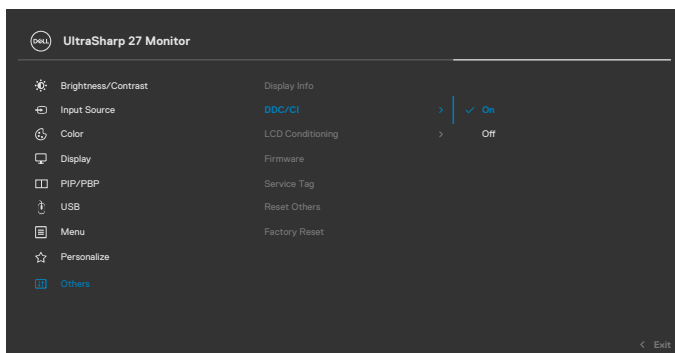 DELL UltraSharp 27 Monitor
Brightness/Contrast Display Info
Input Source DDC/CI > ✓ On
Color LCD Conditioning > Off
Display Firmware
PIP/PBP Service Tag
USB Reset Others
Menu Factory Reset
Personalize
Others
< Exit